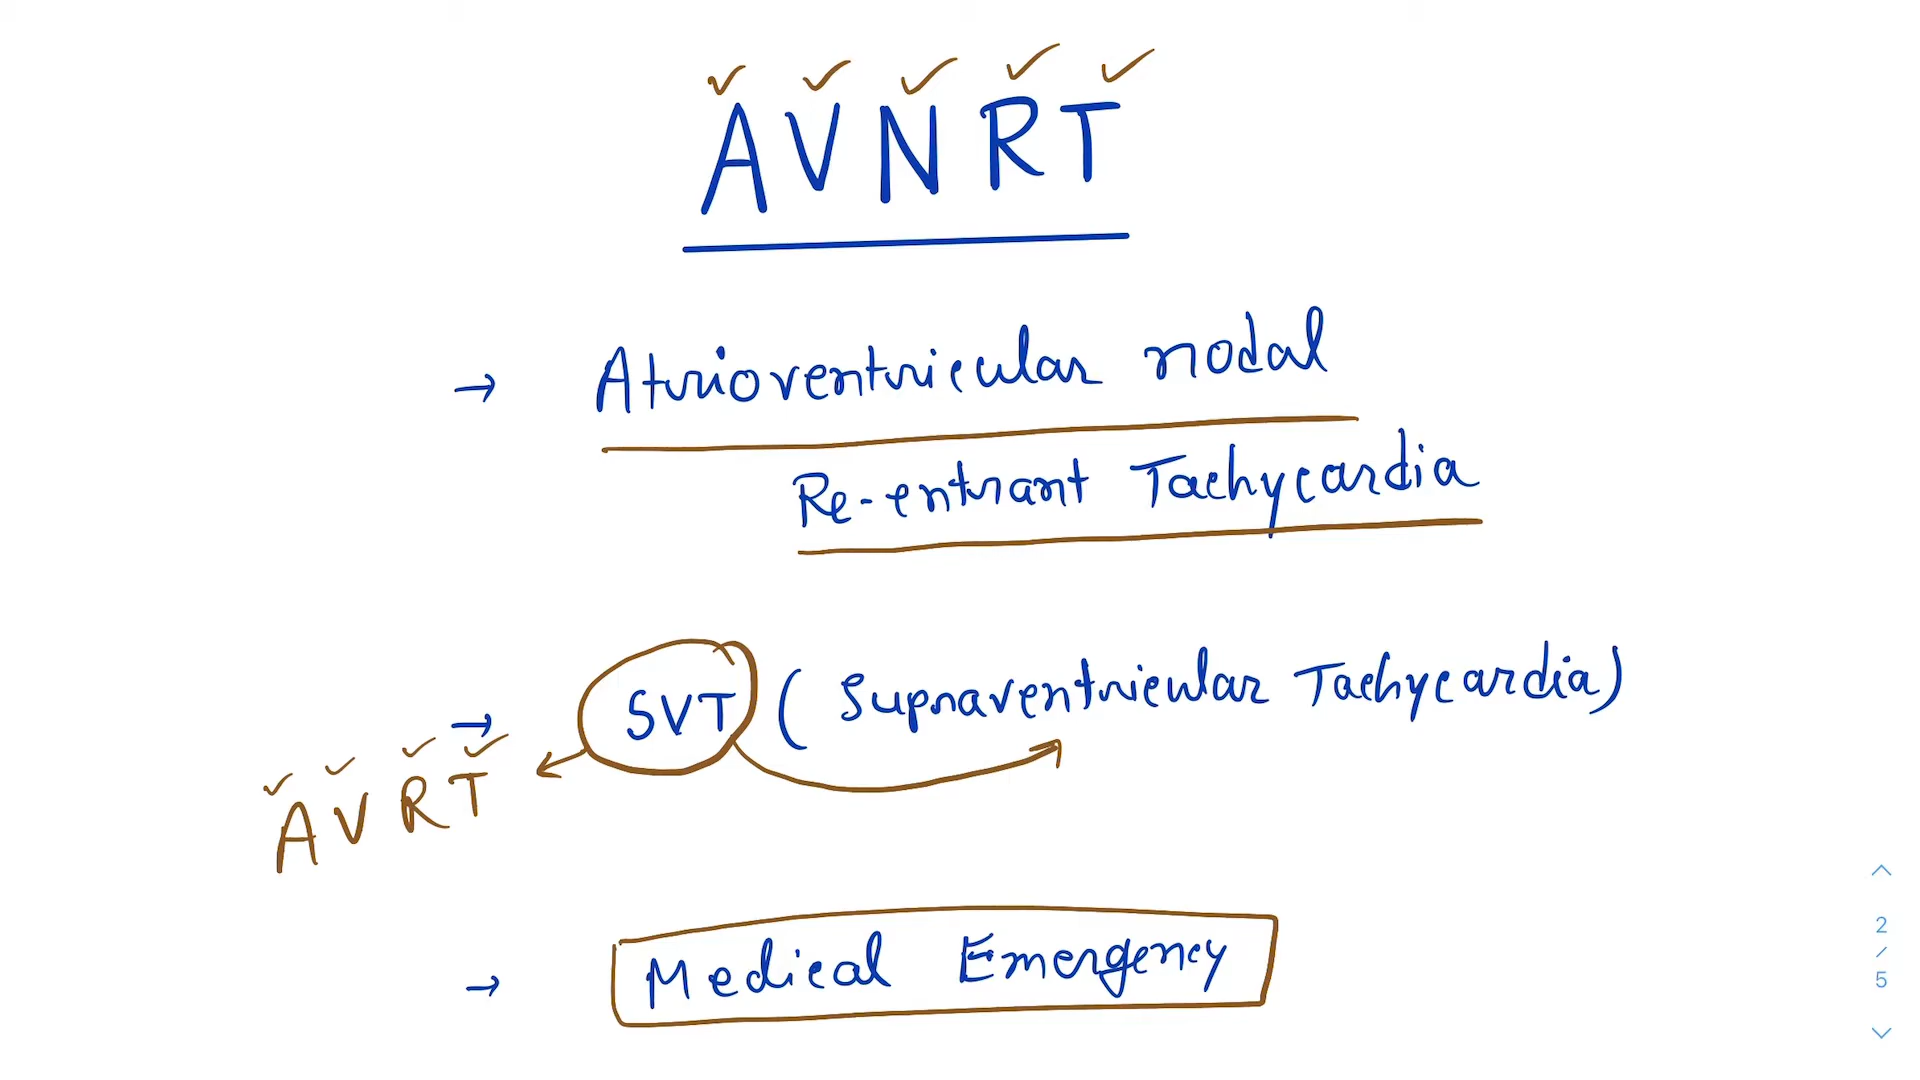 AVNRT
→ Atrioventricular nodal
Re-entrant Tachycardia
→ SVT (Supraventricular Tachycardia)
AVRT
→ Medical Emergency
2
/
5